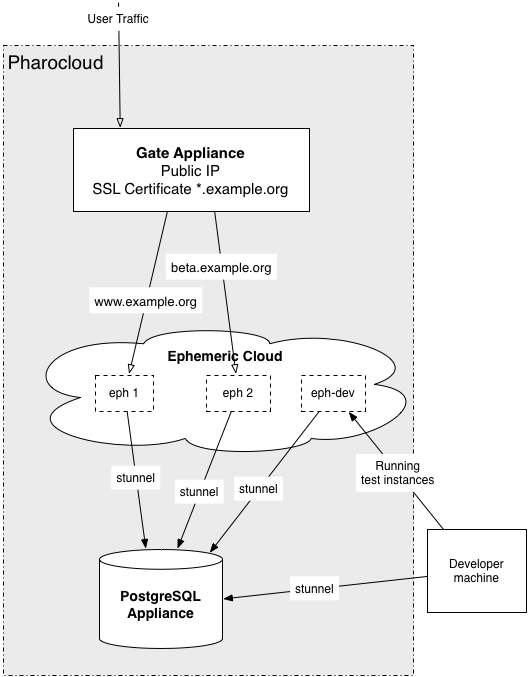 User Traffic
Pharocloud
Gate Appliance
Public IP
SSL Certificate *.example.org
beta.example.org
www.example.org
Ephemeric Cloud
eph 1
eph 2
eph-dev
Running
test instances
stunnel
stunnel
stunnel
Developer
machine
stunnel
PostgreSQL
Appliance